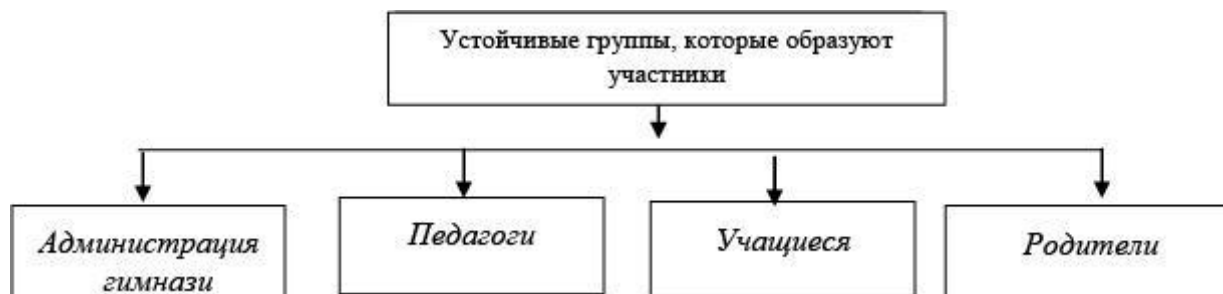 Устойчивые группы, которые образуют
участники
Администрация
гимнази
Педагоги
Учащиеся
Родители